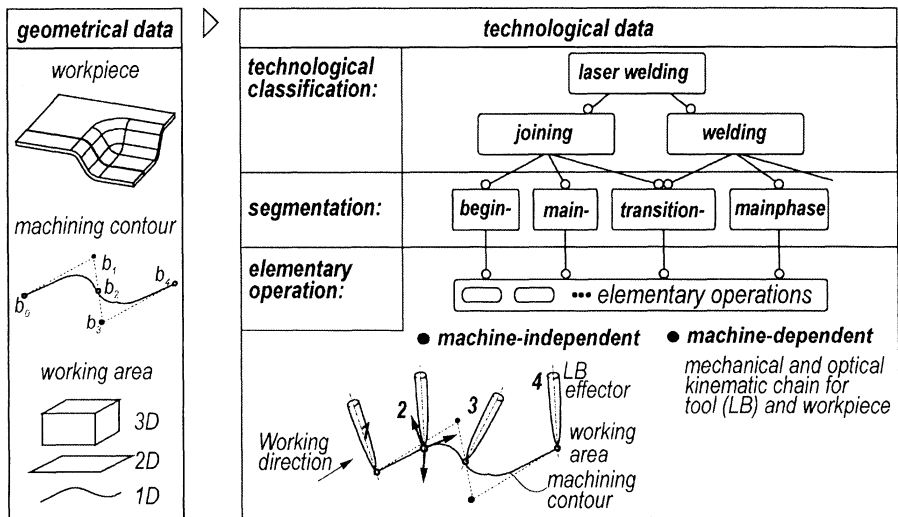 geometrical data
workpiece
machining contour
b₀
b₁
b₂
b₃
b₄
working area
3D
2D
1D
technological data
technological
classification:
laser welding
joining
welding
segmentation:
begin-
main-
transition-
mainphase
elementary
operation:
••• elementary operations
● machine-independent
● machine-dependent
mechanical and optical
kinematic chain for
tool (LB) and workpiece
1
2
3
4
LB
effector
Working
direction
working
area
machining
contour